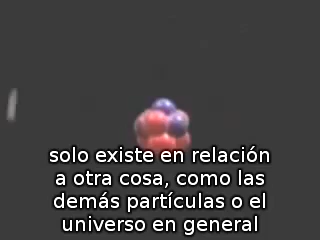 solo existe en relación
a otra cosa, como las
demás partículas o el
universo en general